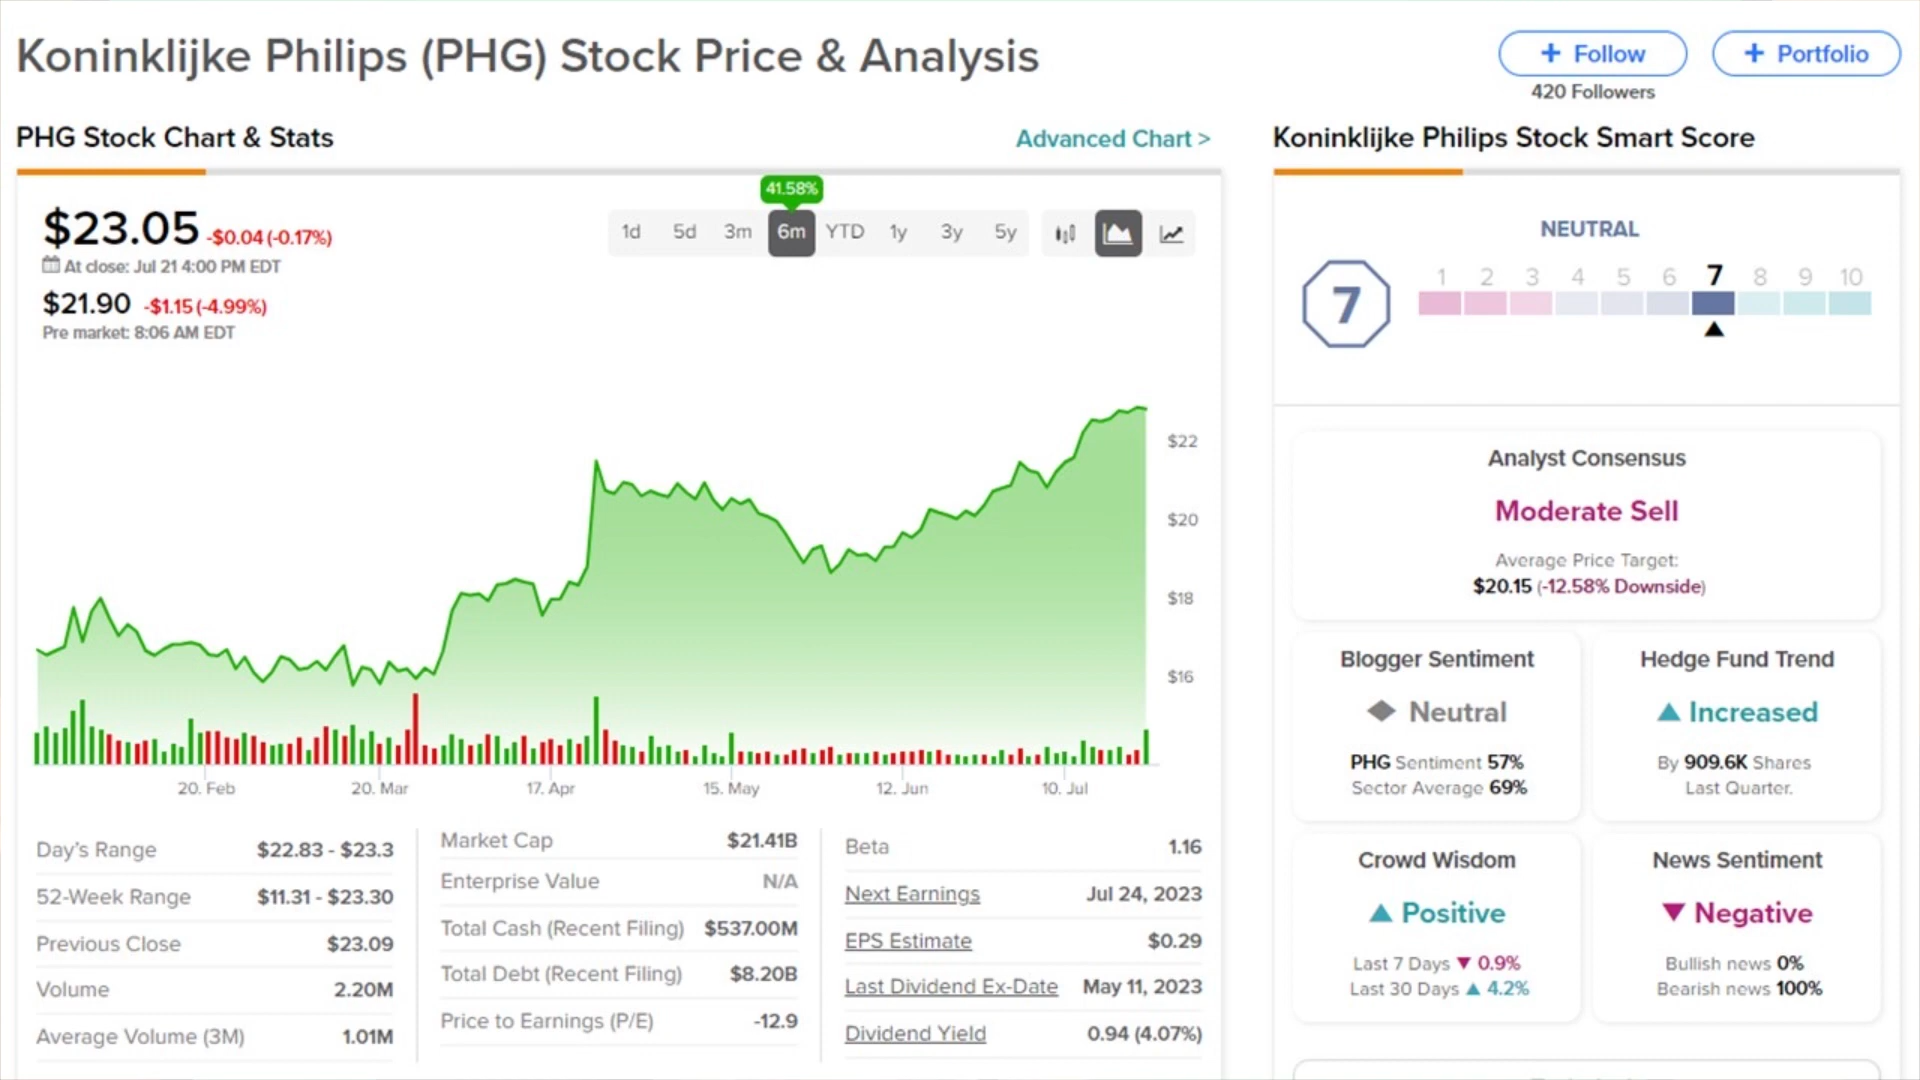 Koninklijke Philips (PHG) Stock Price & Analysis
+ Follow
+ Portfolio
420 Followers
PHG Stock Chart & Stats
Advanced Chart >
Koninklijke Philips Stock Smart Score
41.58%
$23.05 -$0.04 (-0.17%)
1d 5d 3m 6m YTD 1y 3y 5y
At close: Jul 21 4:00 PM EDT
$21.90 -$1.15 (-4.99%)
Pre market: 8:06 AM EDT
NEUTRAL
7
1 2 3 4 5 6 7 8 9 10
$22
$20
$18
$16
20. Feb 20. Mar 17. Apr 15. May 12. Jun 10. Jul
Day's Range $22.83 - $23.3
52-Week Range $11.31 - $23.30
Previous Close $23.09
Volume 2.20M
Average Volume (3M) 1.01M
Market Cap $21.41B
Enterprise Value N/A
Total Cash (Recent Filing) $537.00M
Total Debt (Recent Filing) $8.20B
Price to Earnings (P/E) -12.9
Beta 1.16
Next Earnings Jul 24, 2023
EPS Estimate $0.29
Last Dividend Ex-Date May 11, 2023
Dividend Yield 0.94 (4.07%)
Analyst Consensus
Moderate Sell
Average Price Target:
$20.15 (-12.58% Downside)
Blogger Sentiment
Neutral
PHG Sentiment 57%
Sector Average 69%
Hedge Fund Trend
▲ Increased
By 909.6K Shares
Last Quarter.
Crowd Wisdom
▲ Positive
Last 7 Days ▼ 0.9%
Last 30 Days ▲ 4.2%
News Sentiment
▼ Negative
Bullish news 0%
Bearish news 100%